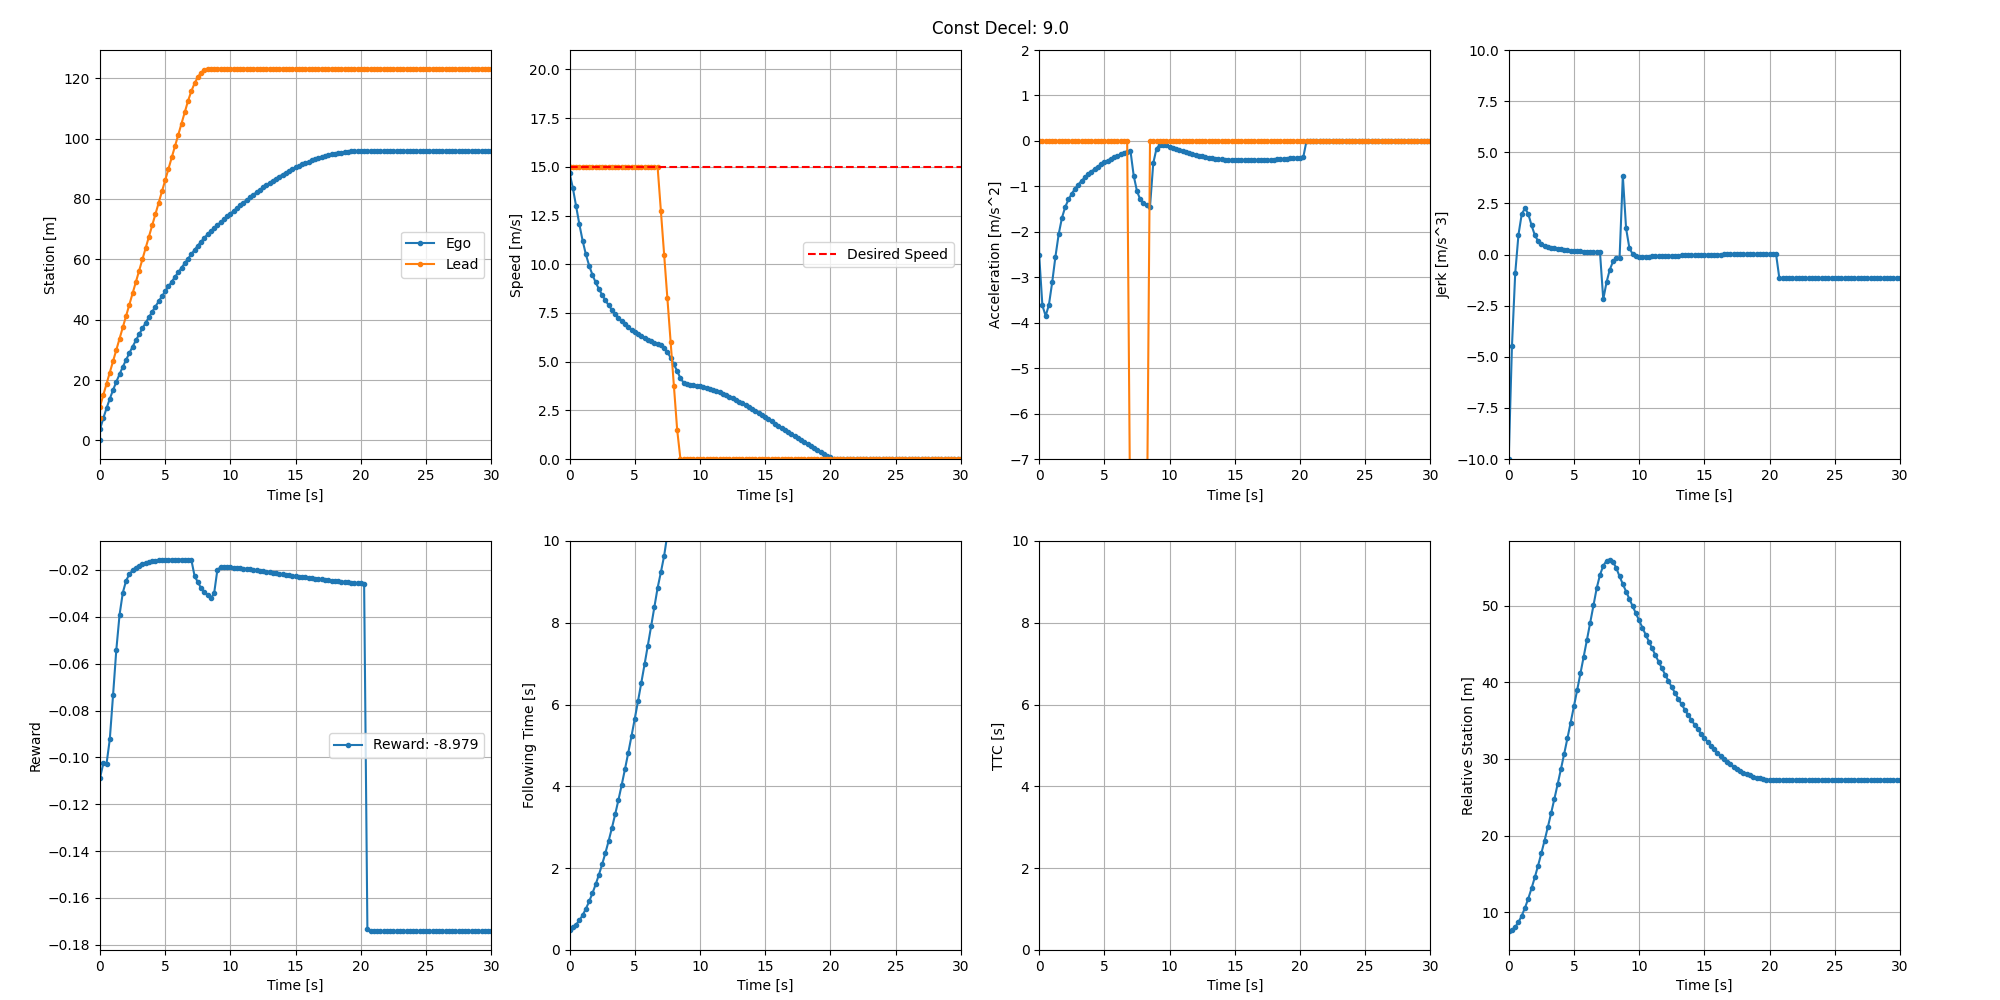 Const Decel: 9.0
Station [m]
0
20
40
60
80
100
120
Ego
Lead
0 5 10 15 20 25 30
Time [s]
Speed [m/s]
0.0
2.5
5.0
7.5
10.0
12.5
15.0
17.5
20.0
Desired Speed
0 5 10 15 20 25 30
Time [s]
Acceleration [m/s^2]
−7
−6
−5
−4
−3
−2
−1
0
1
2
0 5 10 15 20 25 30
Time [s]
Jerk [m/s^3]
−10.0
−7.5
−5.0
−2.5
0.0
2.5
5.0
7.5
10.0
0 5 10 15 20 25 30
Time [s]
Reward
−0.18
−0.16
−0.14
−0.12
−0.10
−0.08
−0.06
−0.04
−0.02
Reward: -8.979
0 5 10 15 20 25 30
Time [s]
Following Time [s]
0
2
4
6
8
10
0 5 10 15 20 25 30
Time [s]
TTC [s]
0
2
4
6
8
10
0 5 10 15 20 25 30
Time [s]
Relative Station [m]
10
20
30
40
50
0 5 10 15 20 25 30
Time [s]